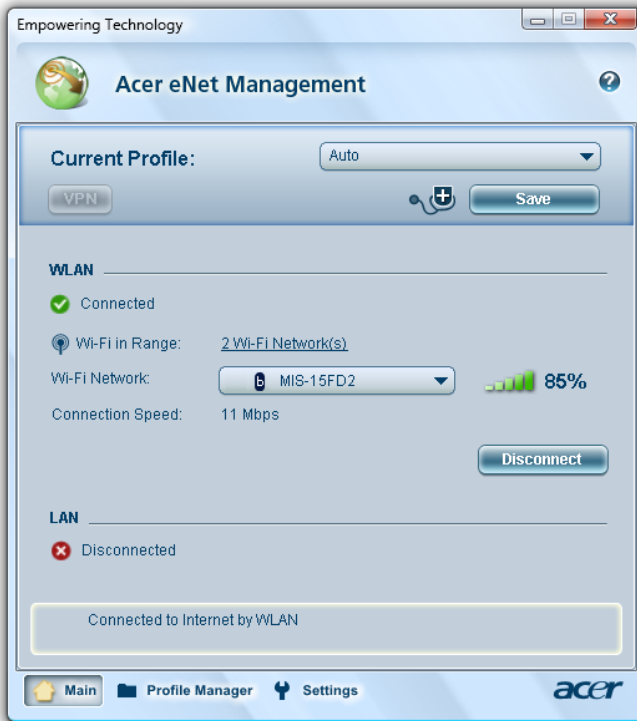 Empowering Technology
Acer eNet Management
Current Profile: Auto
VPN Save
WLAN
Connected
Wi-Fi in Range: 2 Wi-Fi Network(s)
Wi-Fi Network: b MIS-15FD2 85%
Connection Speed: 11 Mbps
Disconnect
LAN
Disconnected
Connected to Internet by WLAN
Main Profile Manager Settings acer